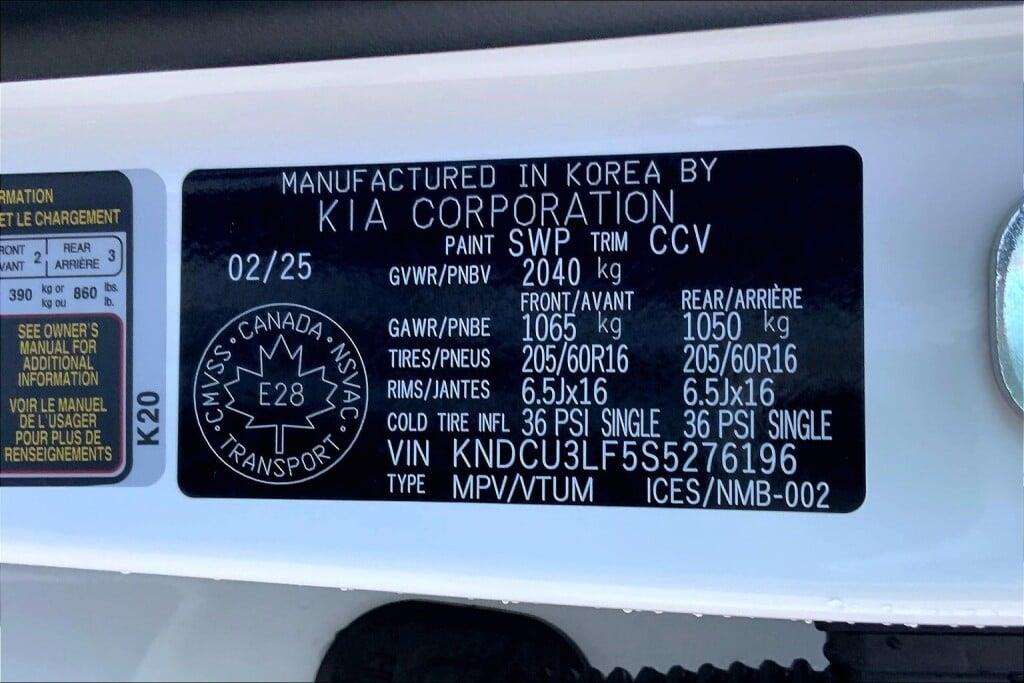 RMATION
ET LE CHARGEMENT
RONT 2 REAR 3
VANT ARRIÈRE
390 kg or 860 lbs.
kg ou lb.
SEE OWNER'S
MANUAL FOR
ADDITIONAL
INFORMATION
VOIR LE MANUEL
DE L'USAGER
POUR PLUS DE
RENSEIGNEMENTS
K20
MANUFACTURED IN KOREA BY
KIA CORPORATION
PAINT SWP TRIM CCV
02/25
GVWR/PNBV 2040 kg
FRONT/AVANT REAR/ARRIÈRE
GAWR/PNBE 1065 kg 1050 kg
TIRES/PNEUS 205/60R16 205/60R16
RIMS/JANTES 6.5Jx16 6.5Jx16
COLD TIRE INFL 36 PSI SINGLE 36 PSI SINGLE
VIN KNDCU3LF5S5276196
TYPE MPV/VTUM ICES/NMB-002
CMVSS · CANADA · NSVAC · TRANSPORT ·
E28